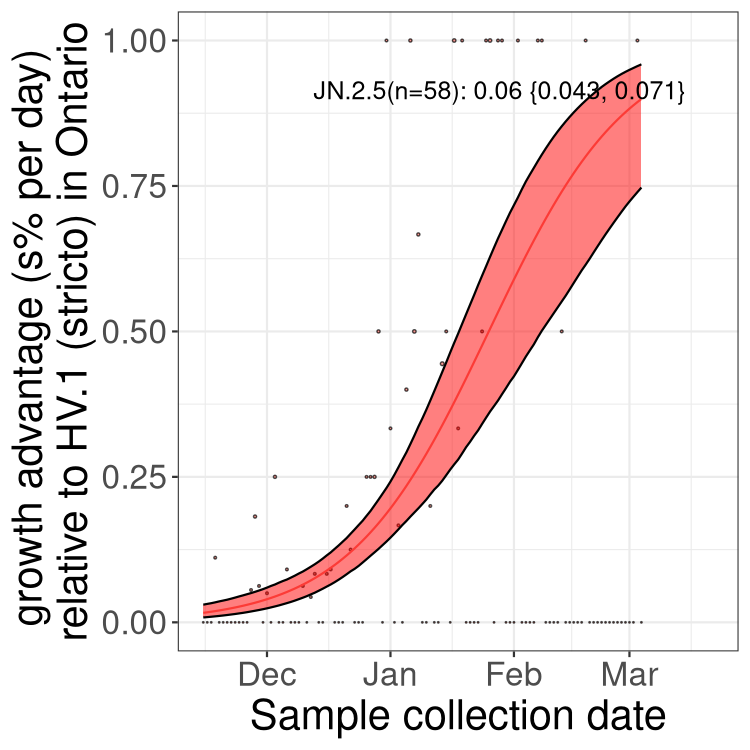 growth advantage (s% per day)
relative to HV.1 (stricto) in Ontario
1.00
0.75
0.50
0.25
0.00
JN.2.5(n=58): 0.06 {0.043, 0.071}
Dec Jan Feb Mar
Sample collection date